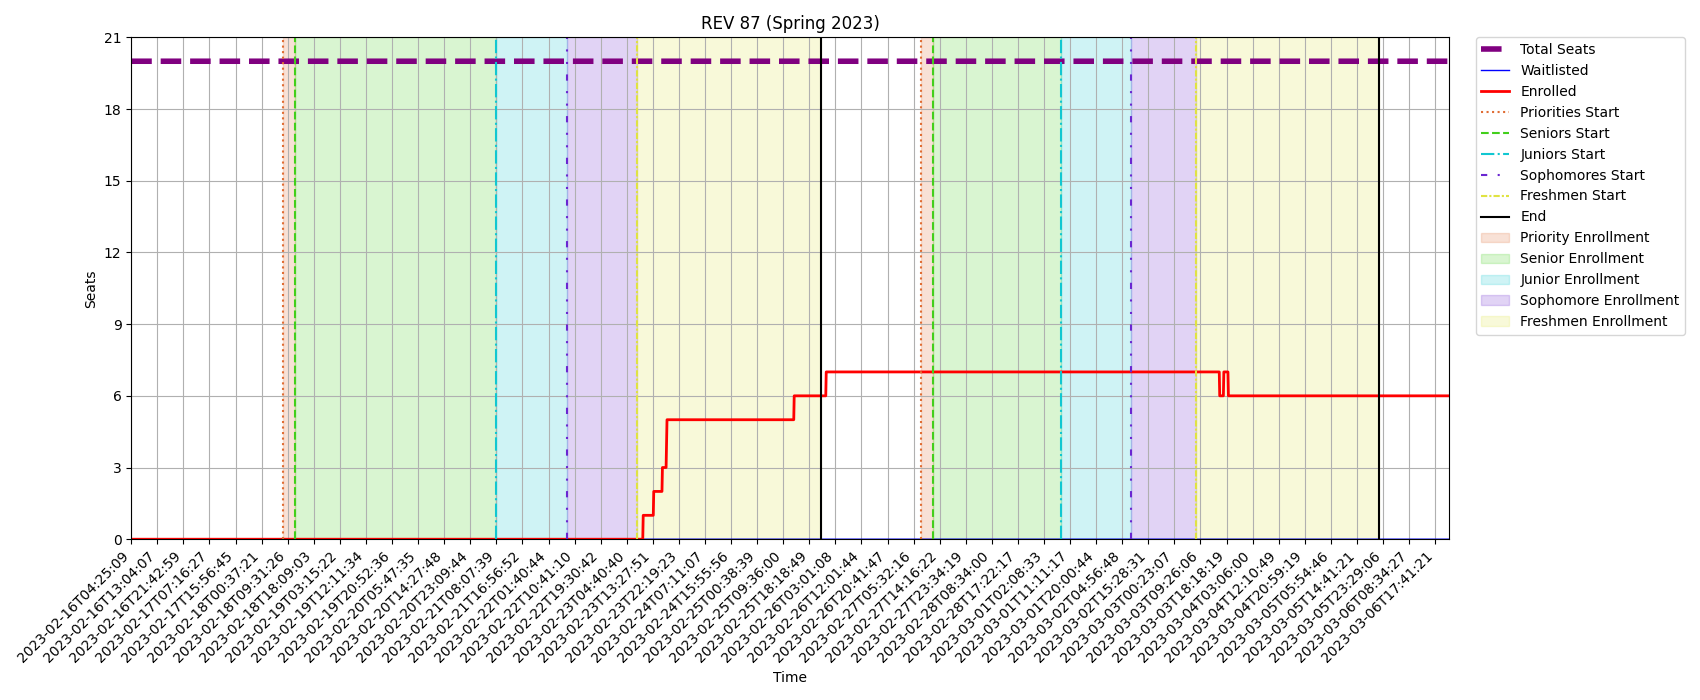 REV 87 (Spring 2023)
21
18
15
12
9
6
3
0
Seats
2023-02-16T04:25:09
2023-02-16T13:04:07
2023-02-16T21:42:59
2023-02-17T07:16:27
2023-02-17T15:56:45
2023-02-18T00:37:21
2023-02-18T09:31:26
2023-02-18T18:09:03
2023-02-19T03:15:22
2023-02-19T12:11:34
2023-02-19T20:52:36
2023-02-20T05:47:35
2023-02-20T14:27:48
2023-02-20T23:09:44
2023-02-21T08:07:39
2023-02-21T16:56:52
2023-02-22T01:40:44
2023-02-22T10:41:10
2023-02-22T19:30:42
2023-02-23T04:40:40
2023-02-23T13:27:51
2023-02-23T22:19:23
2023-02-24T07:11:07
2023-02-24T15:55:56
2023-02-25T00:38:39
2023-02-25T09:36:00
2023-02-25T18:18:49
2023-02-26T03:01:08
2023-02-26T12:01:44
2023-02-26T20:41:47
2023-02-27T05:32:16
2023-02-27T14:16:22
2023-02-27T23:34:19
2023-02-28T08:34:00
2023-02-28T17:22:17
2023-03-01T02:08:33
2023-03-01T11:11:17
2023-03-01T20:00:44
2023-03-02T04:56:48
2023-03-02T15:28:31
2023-03-03T00:23:07
2023-03-03T09:26:06
2023-03-03T18:18:19
2023-03-04T03:06:00
2023-03-04T12:10:49
2023-03-04T20:59:19
2023-03-05T05:54:46
2023-03-05T14:41:21
2023-03-05T23:29:06
2023-03-06T08:34:27
2023-03-06T17:41:21
Time
Total Seats
Waitlisted
Enrolled
Priorities Start
Seniors Start
Juniors Start
Sophomores Start
Freshmen Start
End
Priority Enrollment
Senior Enrollment
Junior Enrollment
Sophomore Enrollment
Freshmen Enrollment